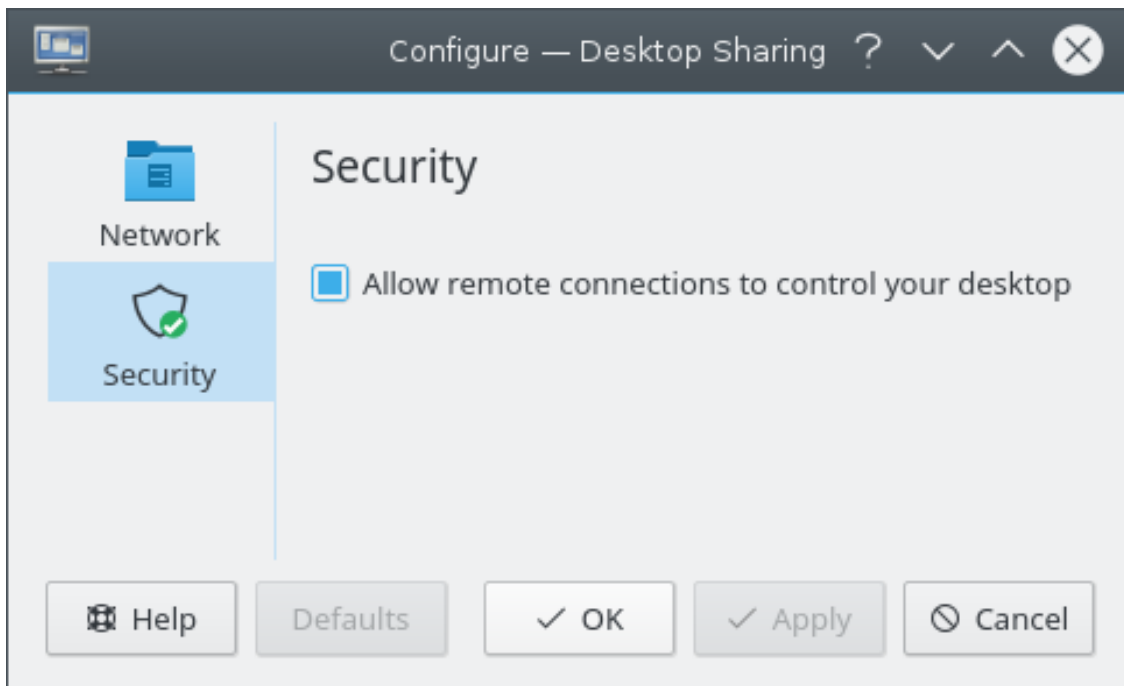 Configure — Desktop Sharing
Network
Security
Security
Allow remote connections to control your desktop
Help
Defaults
OK
Apply
Cancel